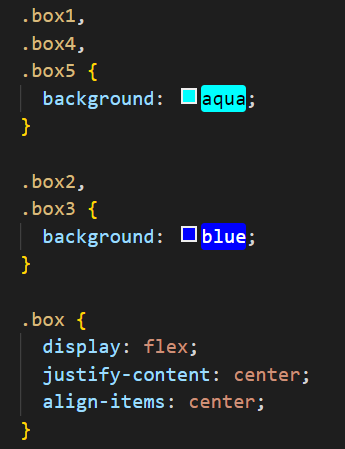 .box1,
.box4,
.box5 {
  background: aqua;
}

.box2,
.box3 {
  background: blue;
}

.box {
  display: flex;
  justify-content: center;
  align-items: center;
}